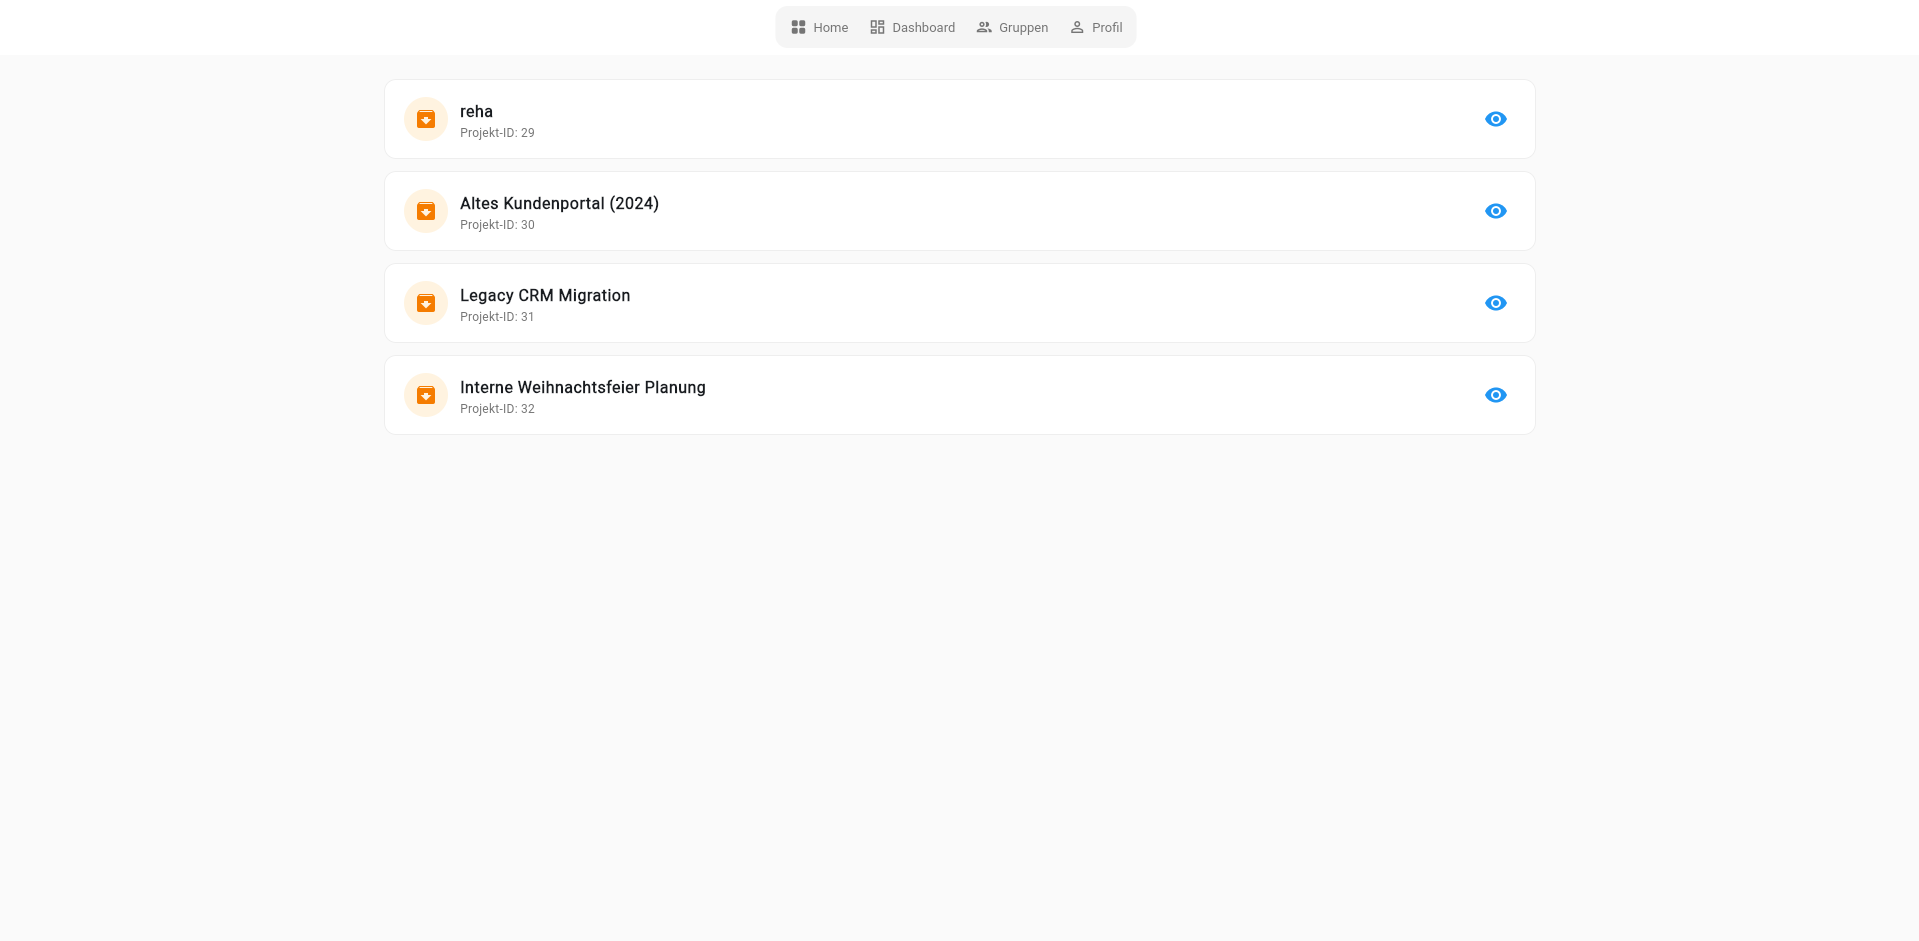 Home Dashboard Gruppen Profil
reha
Projekt-ID: 29
Altes Kundenportal (2024)
Projekt-ID: 30
Legacy CRM Migration
Projekt-ID: 31
Interne Weihnachtsfeier Planung
Projekt-ID: 32